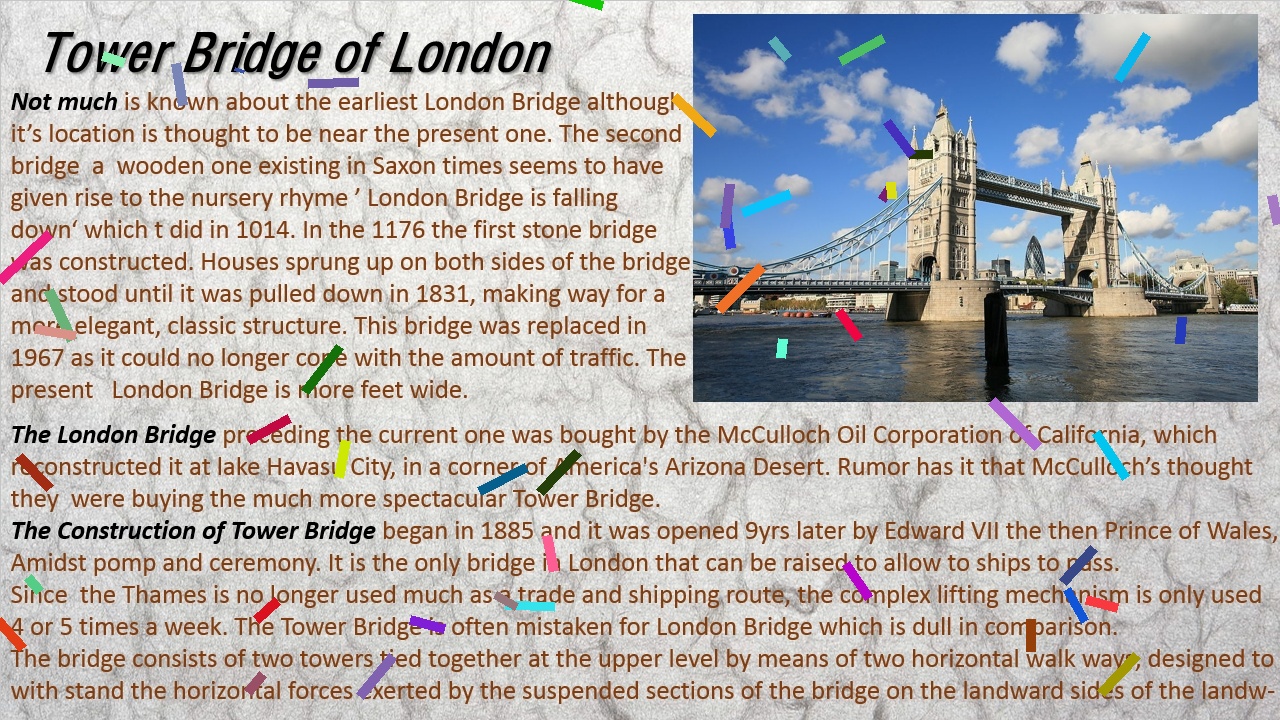 Tower Bridge of London
Not much is known about the earliest London Bridge although
it’s location is thought to be near the present one. The second
bridge a wooden one existing in Saxon times seems to have
given rise to the nursery rhyme ’ London Bridge is falling
down‘ which t did in 1014. In the 1176 the first stone bridge
was constructed. Houses sprung up on both sides of the bridge
and stood until it was pulled down in 1831, making way for a
more elegant, classic structure. This bridge was replaced in
1967 as it could no longer cope with the amount of traffic. The
present London Bridge is more feet wide.
The London Bridge preceding the current one was bought by the McCulloch Oil Corporation of California, which
reconstructed it at lake Havasu City, in a corner of America's Arizona Desert. Rumor has it that McCulloch’s thought
they were buying the much more spectacular Tower Bridge.
The Construction of Tower Bridge began in 1885 and it was opened 9yrs later by Edward VII the then Prince of Wales,
Amidst pomp and ceremony. It is the only bridge in London that can be raised to allow to ships to pass.
Since the Thames is no longer used much as a trade and shipping route, the complex lifting mechanism is only used
4 or 5 times a week. The Tower Bridge is often mistaken for London Bridge which is dull in comparison.
The bridge consists of two towers tied together at the upper level by means of two horizontal walk ways, designed to
with stand the horizontal forces exerted by the suspended sections of the bridge on the landward sides of the landw-